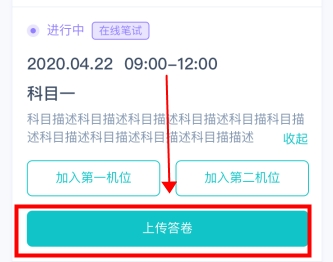 进行中 在线笔试
2020.04.22 09:00-12:00
科目一
科目描述科目描述科目描述科目描述科目描科目描
述科目描述科目描述科目描述科目描述 收起
加入第一机位 加入第二机位
上传答卷